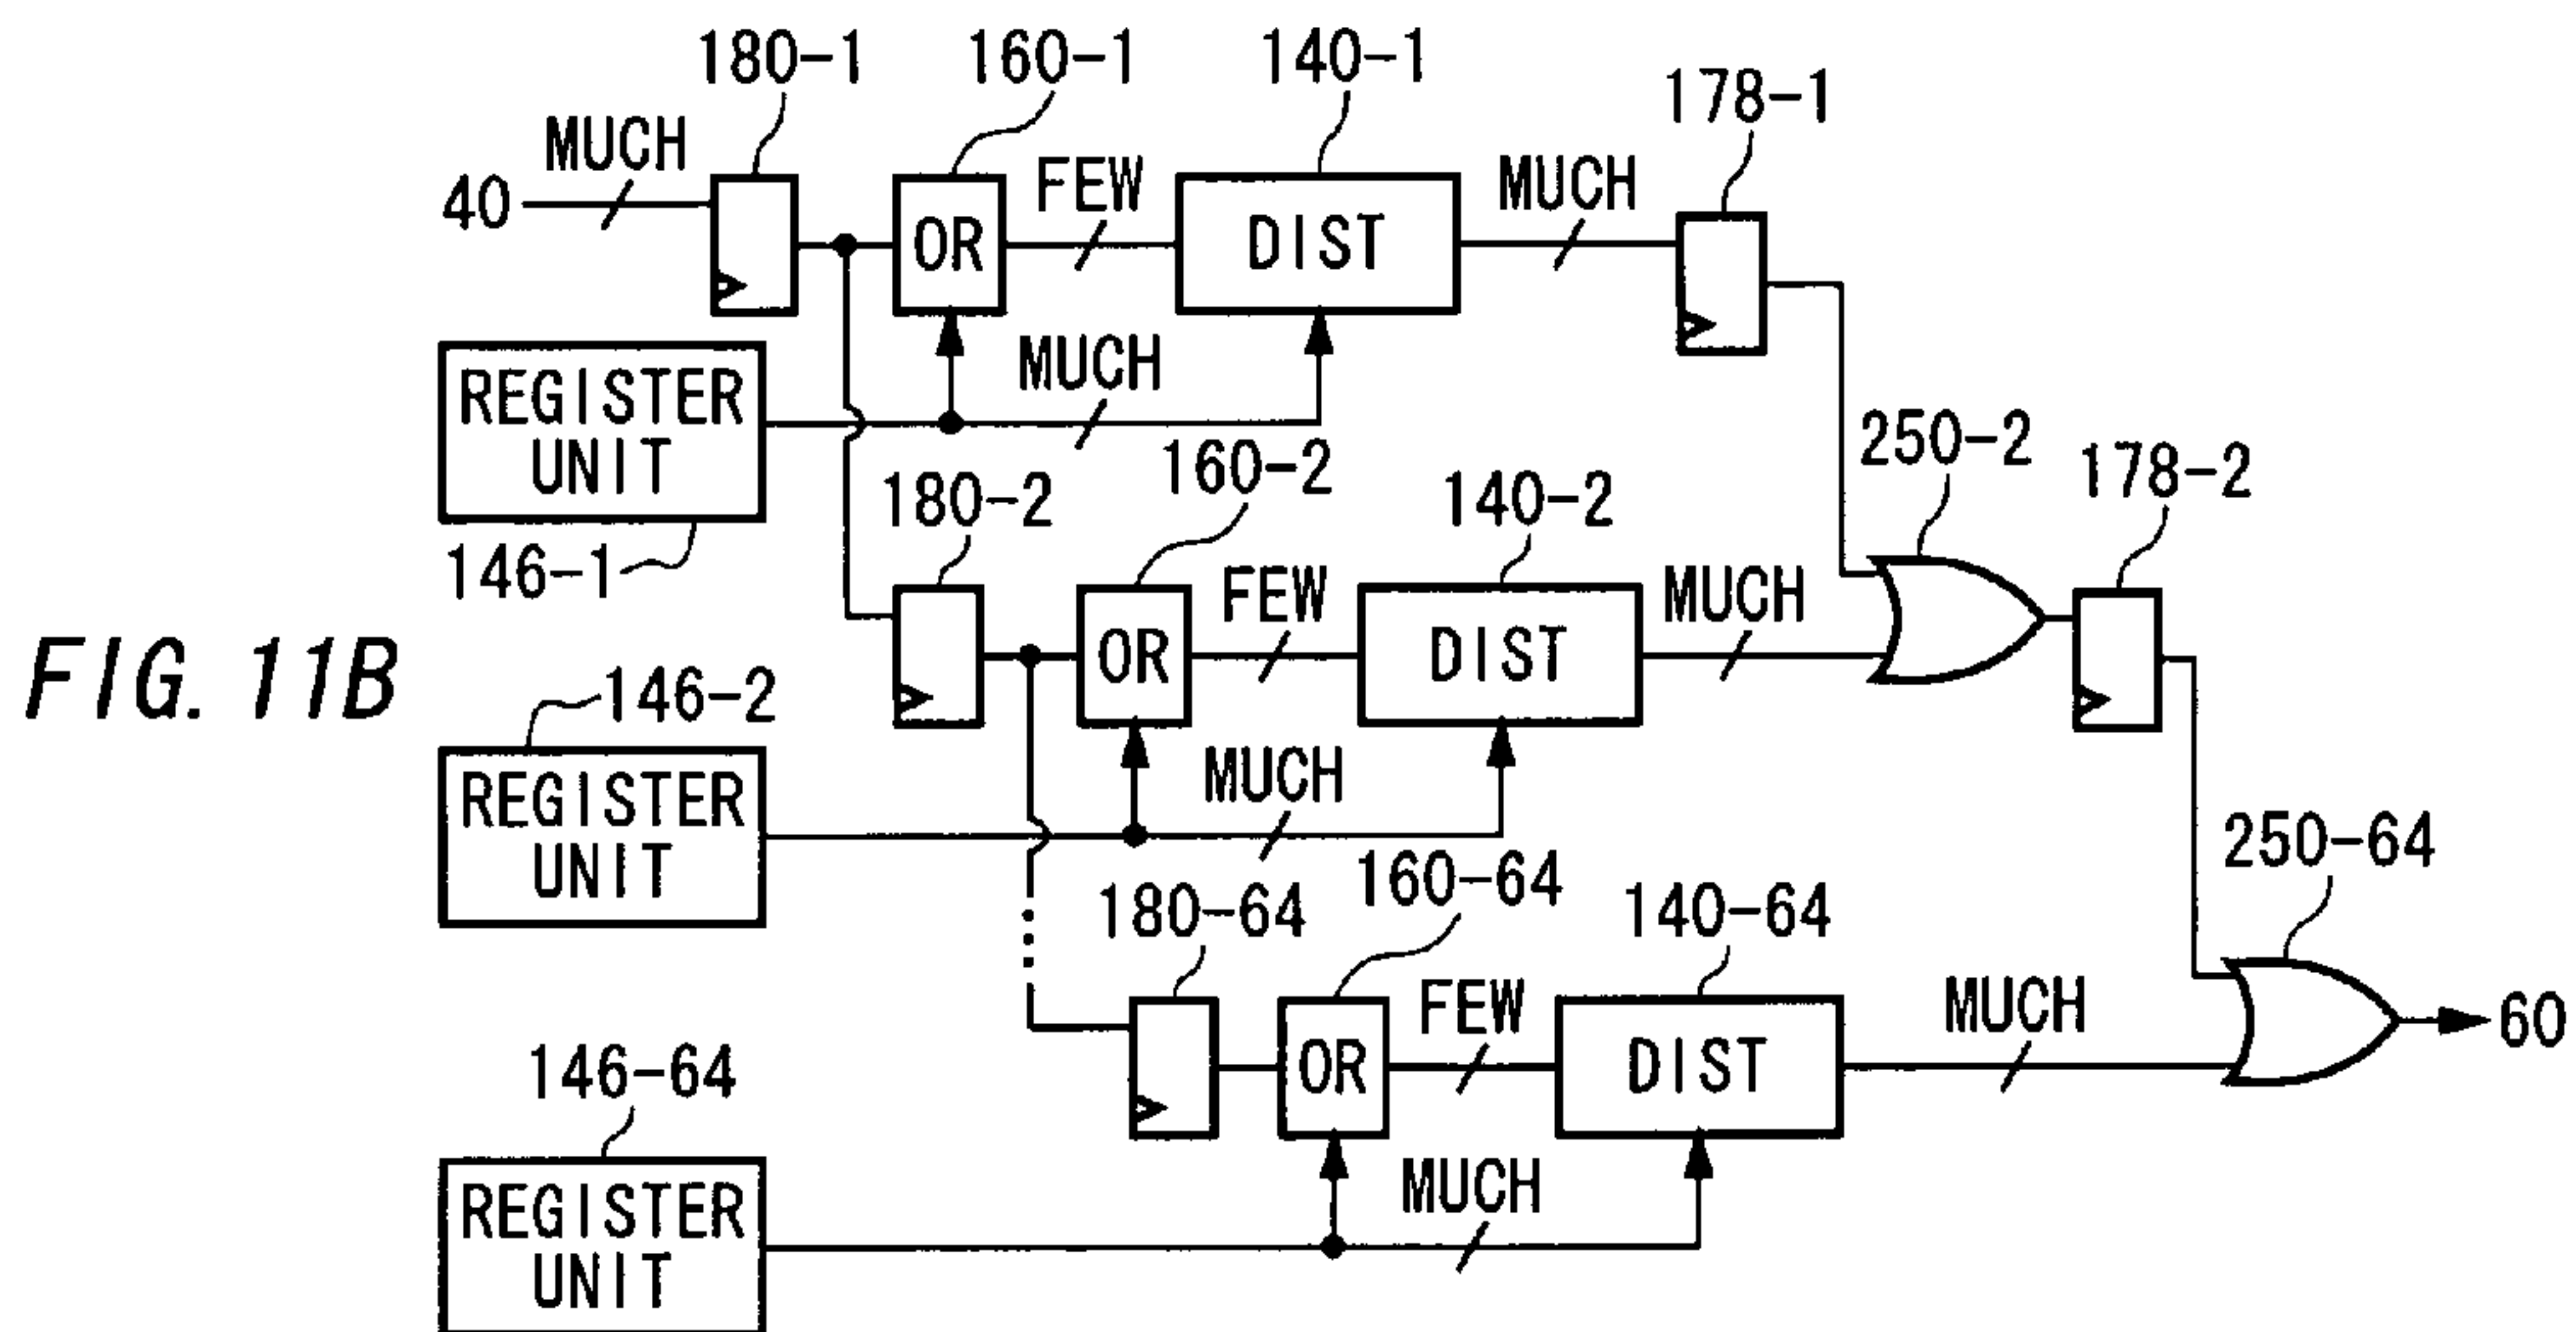 180-1 160-1 140-1 178-1
MUCH
40 OR FEW DIST MUCH
REGISTER UNIT MUCH
146-1
180-2 160-2 140-2 250-2 178-2
FIG. 11B
OR FEW DIST MUCH
146-2
REGISTER UNIT MUCH
180-64 160-64 140-64 250-64
OR FEW DIST MUCH 60
146-64
REGISTER UNIT MUCH